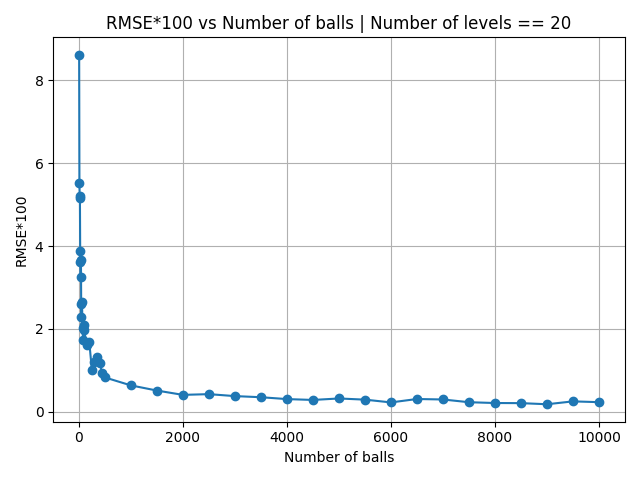 RMSE*100 vs Number of balls | Number of levels == 20
RMSE*100
8
6
4
2
0
0 2000 4000 6000 8000 10000
Number of balls